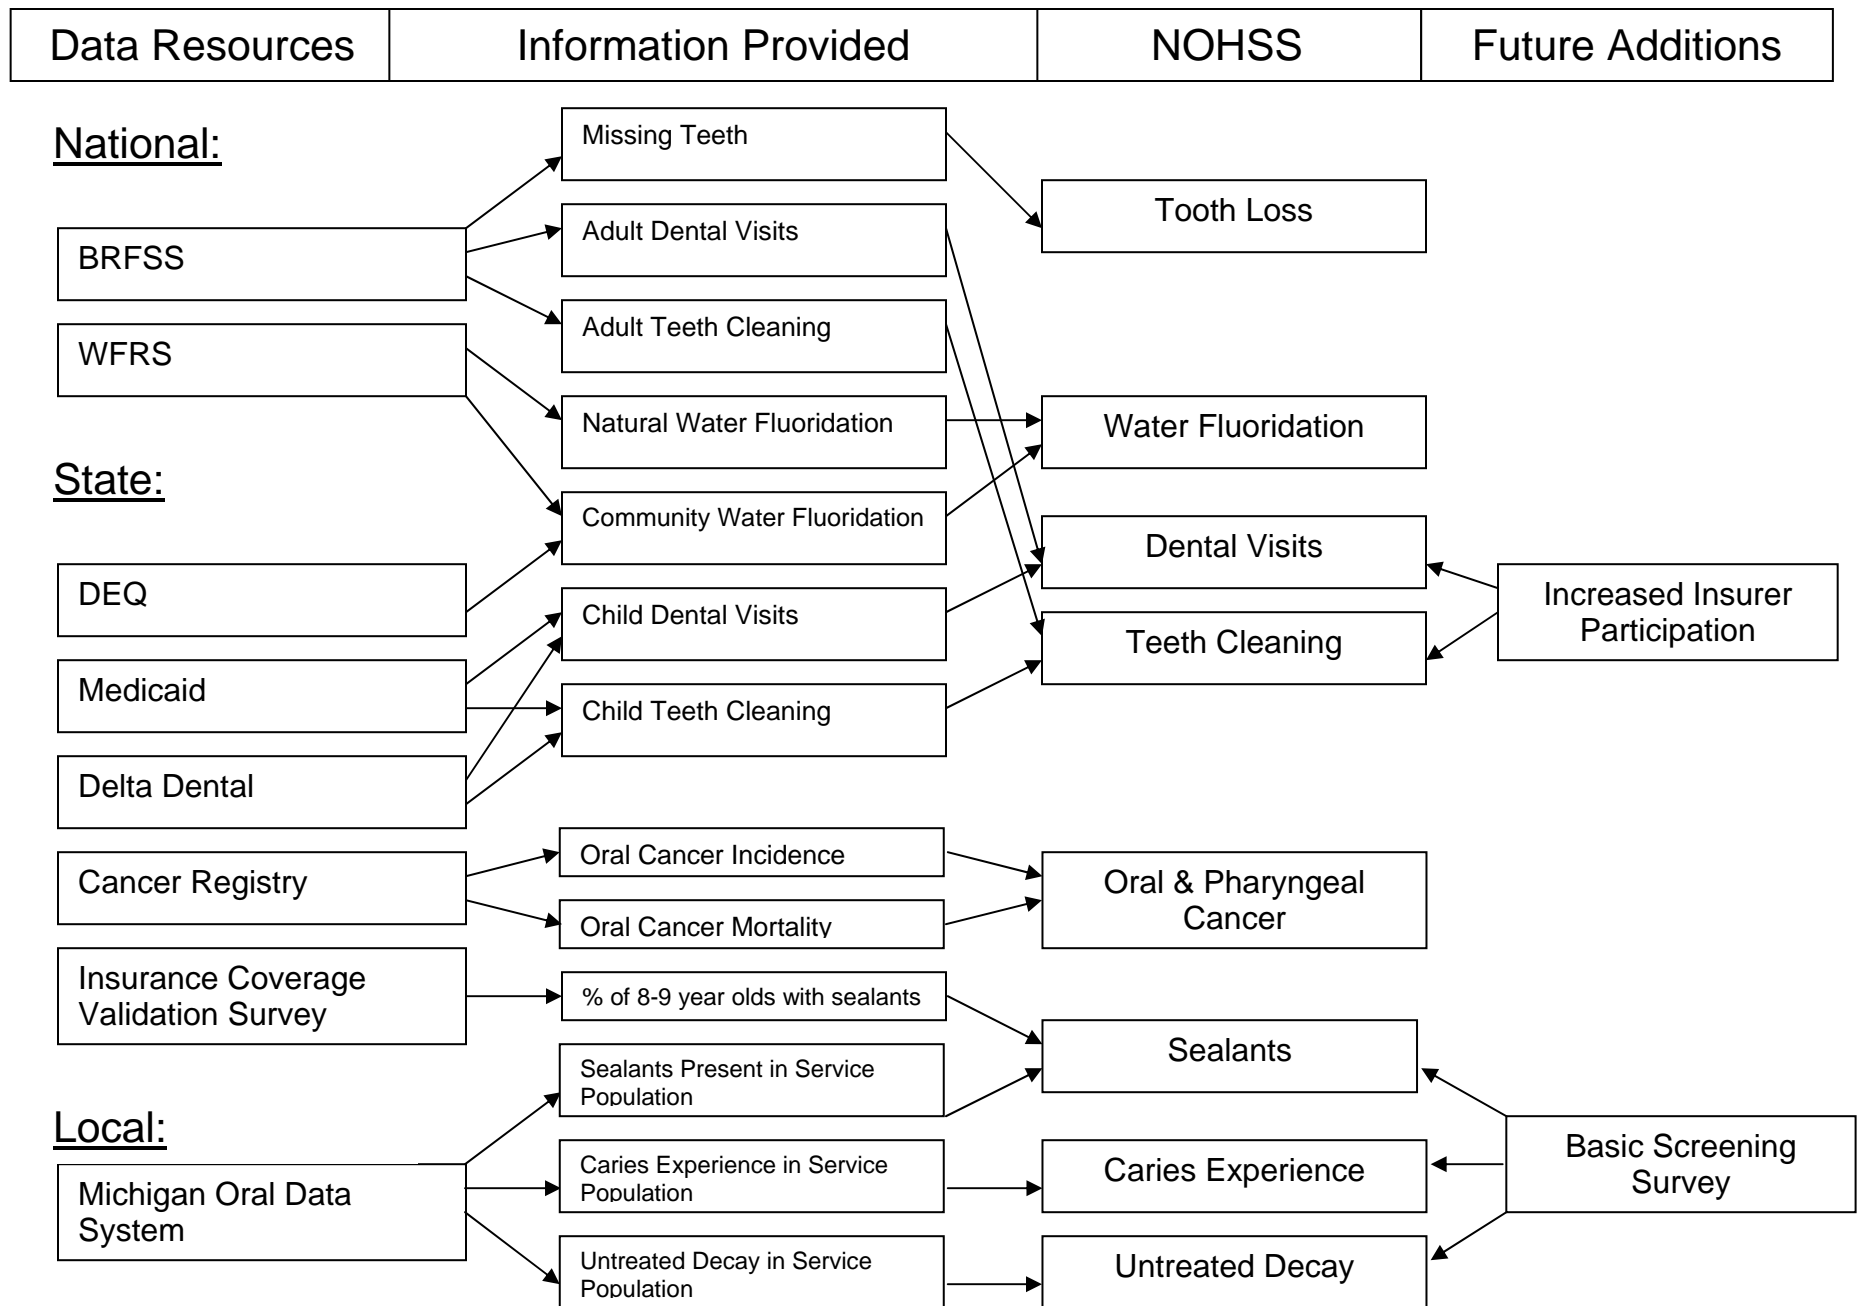 Data Resources
Information Provided
NOHSS
Future Additions
National:
BRFSS
WFRS
State:
DEQ
Medicaid
Delta Dental
Cancer Registry
Insurance Coverage
Validation Survey
Local:
Michigan Oral Data
System
Missing Teeth
Adult Dental Visits
Adult Teeth Cleaning
Natural Water Fluoridation
Community Water Fluoridation
Child Dental Visits
Child Teeth Cleaning
Oral Cancer Incidence
Oral Cancer Mortality
% of 8-9 year olds with sealants
Sealants Present in Service
Population
Caries Experience in Service
Population
Untreated Decay in Service
Population
Tooth Loss
Water Fluoridation
Dental Visits
Teeth Cleaning
Oral & Pharyngeal
Cancer
Sealants
Caries Experience
Untreated Decay
Increased Insurer
Participation
Basic Screening
Survey